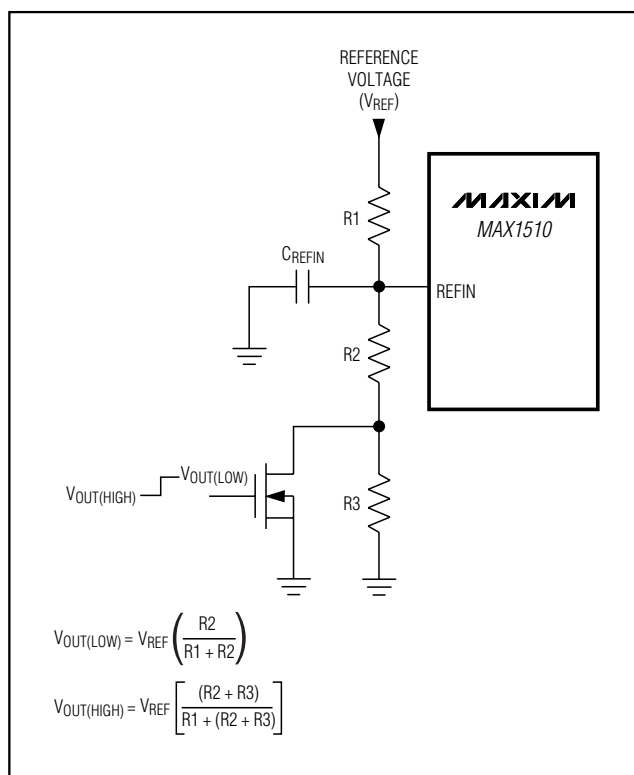 REFERENCE
VOLTAGE
(VREF)
R1
MAXIM
MAX1510
CREFIN
REFIN
R2
VOUT(HIGH)
VOUT(LOW)
R3
VOUT(LOW) = VREF (R2 / R1 + R2)
VOUT(HIGH) = VREF [(R2 + R3) / R1 + (R2 + R3)]